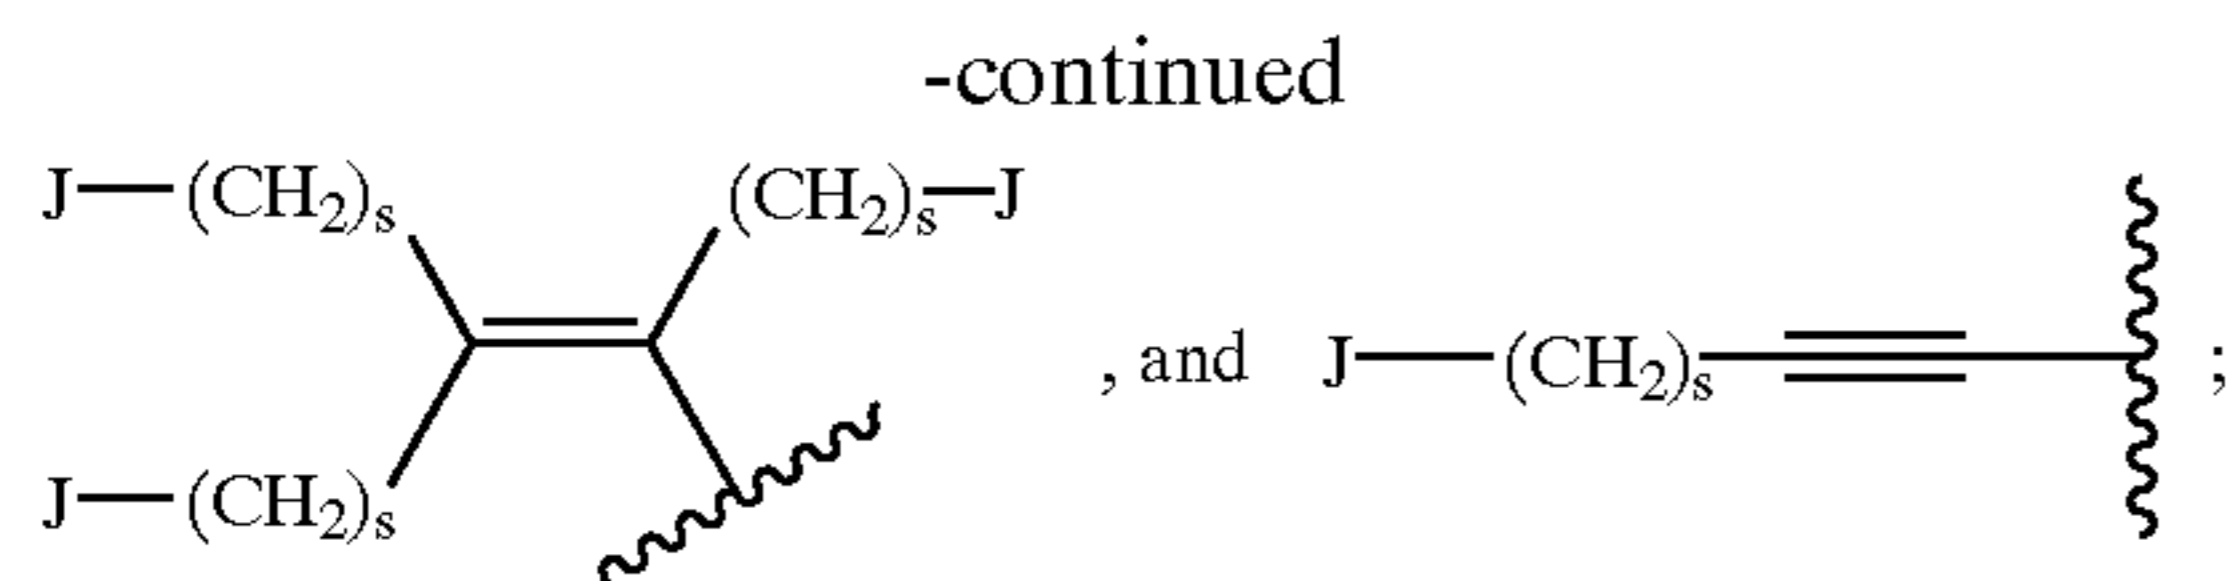 -continued
J—(CH2)s (CH2)s—J
, and J—(CH2)s ;
J—(CH2)s